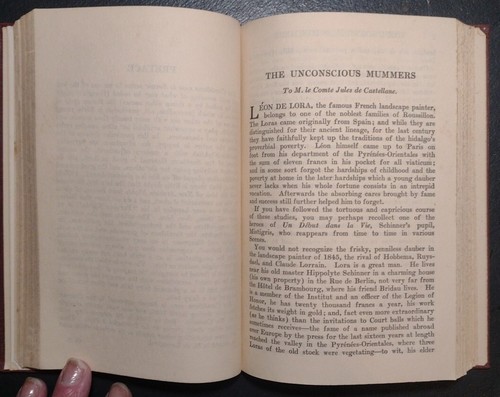 THE UNCONSCIOUS MUMMERS
To M. le Comte Jules de Castellane.
LÉON DE LORA, the famous French landscape painter,
belongs to one of the noblest families of Roussillon.
The Loras came originally from Spain; and while they are
distinguished for their ancient lineage, for the last century
they have faithfully kept up the traditions of the hidalgo's
proverbial poverty. Léon himself came up to Paris on
foot from his department of the Pyrénées-Orientales with
the sum of eleven francs in his pocket for all viaticum;
and in some sort forgot the hardships of childhood and the
poverty at home in the later hardships which a young dauber
never lacks when his whole fortune consists in an intrepid
vocation. Afterwards the absorbing cares brought by fame
and success still further helped him to forget.
If you have followed the tortuous and capricious course
of these studies, you may perhaps recollect one of the
heroes of Un Début dans la Vie, Schinner's pupil,
Mistigris, who reappears from time to time in various
Scenes.
You would not recognize the frisky, penniless dauber in
the landscape painter of 1845, the rival of Hobbema, Ruys-
dael, and Claude Lorrain. Lora is a great man. He lives
near his old master Hippolyte Schinner in a charming house
(his own property) in the Rue de Berlin, not very far from
the Hôtel de Brambourg, where his friend Bridau lives. He
is a member of the Institut and an officer of the Legion of
Honor, he has twenty thousand francs a year, his work
fetches its weight in gold; and, fact even more extraordinary
(as he thinks) than the invitations to Court balls which he
sometimes receives—the fame of a name published abroad
over Europe by the press for the last sixteen years at length
reached the valley in the Pyrénées-Orientales, where three
Loras of the old stock were vegetating—to wit, his elder